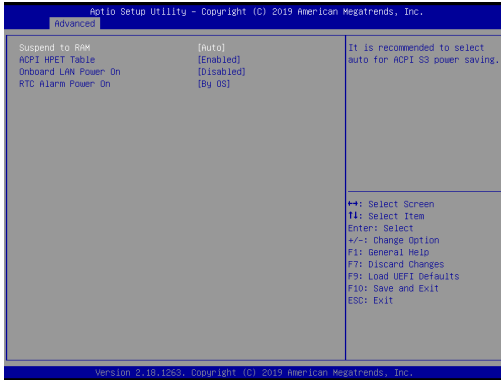 Aptio Setup Utility – Copyright (C) 2019 American Megatrends, Inc.
Advanced
Suspend to RAM [Auto]
ACPI HPET Table [Enabled]
Onboard LAN Power On [Disabled]
RTC Alarm Power On [By OS]
It is recommended to select
auto for ACPI S3 power saving.
↔: Select Screen
↑↓: Select Item
Enter: Select
+/-: Change Option
F1: General Help
F7: Discard Changes
F9: Load UEFI Defaults
F10: Save and Exit
ESC: Exit
Version 2.18.1263. Copyright (C) 2019 American Megatrends, Inc.